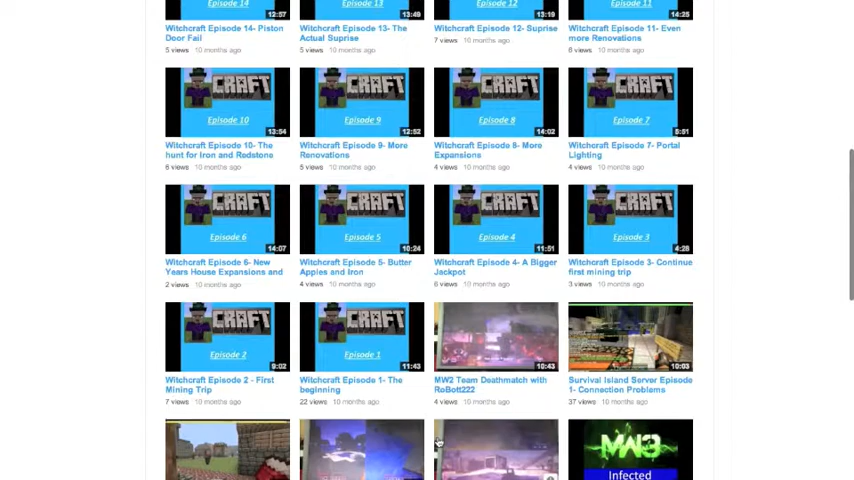 Episode 14
Episode 13
Episode 12
Episode 11
12:57
13:49
13:19
14:25
Witchcraft Episode 14- Piston
Door Fail
5 views 10 months ago
Witchcraft Episode 13- The
Actual Suprise
5 views 10 months ago
Witchcraft Episode 12- Suprise
7 views 10 months ago
Witchcraft Episode 11- Even
more Renovations
6 views 10 months ago
CRAFT
Episode 10
13:54
CRAFT
Episode 9
12:52
CRAFT
Episode 8
14:02
CRAFT
Episode 7
5:51
Witchcraft Episode 10- The
hunt for Iron and Redstone
6 views 10 months ago
Witchcraft Episode 9- More
Renovations
5 views 10 months ago
Witchcraft Episode 8- More
Expansions
4 views 10 months ago
Witchcraft Episode 7- Portal
Lighting
4 views 10 months ago
CRAFT
Episode 6
14:07
CRAFT
Episode 5
10:24
CRAFT
Episode 4
11:51
CRAFT
Episode 3
4:28
Witchcraft Episode 6- New
Years House Expansions and
2 views 10 months ago
Witchcraft Episode 5- Butter
Apples and Iron
4 views 10 months ago
Witchcraft Episode 4- A Bigger
Jackpot
6 views 10 months ago
Witchcraft Episode 3- Continue
first mining trip
3 views 10 months ago
CRAFT
Episode 2
9:02
CRAFT
Episode 1
11:43
10:43
10:03
Witchcraft Episode 2 - First
Mining Trip
7 views 10 months ago
Witchcraft Episode 1- The
beginning
22 views 10 months ago
MW2 Team Deathmatch with
RoBott222
4 views 10 months ago
Survival Island Server Episode
1- Connection Problems
37 views 10 months ago
MW3
Infected